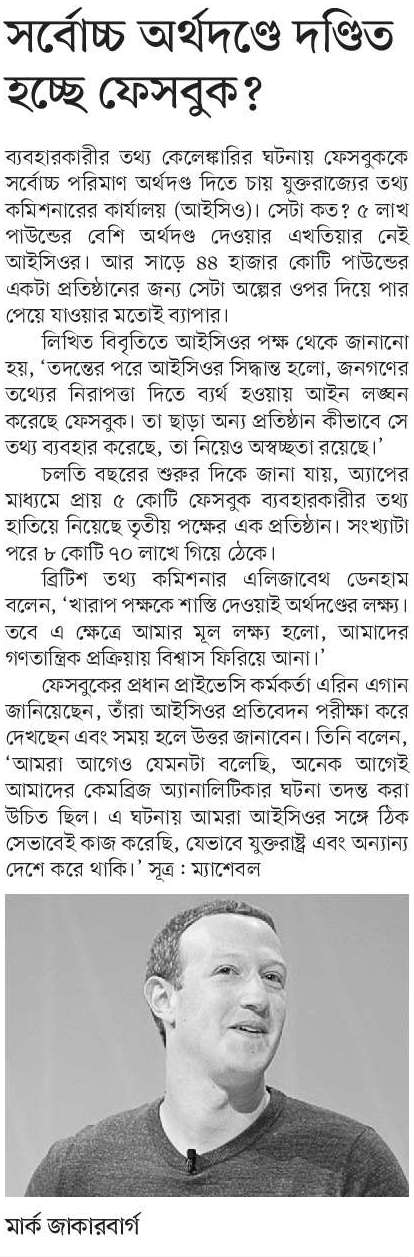 সর্বোচ্চ অর্থদণ্ডে দণ্ডিত
হচ্ছে ফেসবুক?
ব্যবহারকারীর তথ্য কেলেঙ্কারির ঘটনায় ফেসবুককে
সর্বোচ্চ পরিমাণ অর্থদণ্ড দিতে চায় যুক্তরাজ্যের তথ্য
কমিশনারের কার্যালয় (আইসিও)। সেটা কত? ৫ লাখ
পাউন্ডের বেশি অর্থদণ্ড দেওয়ার এখতিয়ার নেই
আইসিওর। আর সাড়ে ৪৪ হাজার কোটি পাউন্ডের
একটা প্রতিষ্ঠানের জন্য সেটা অল্পের ওপর দিয়ে পার
পেয়ে যাওয়ার মতোই ব্যাপার।
লিখিত বিবৃতিতে আইসিওর পক্ষ থেকে জানানো
হয়, ‘তদন্তের পরে আইসিওর সিদ্ধান্ত হলো, জনগণের
তথ্যের নিরাপত্তা দিতে ব্যর্থ হওয়ায় আইন লঙ্ঘন
করেছে ফেসবুক। তা ছাড়া অন্য প্রতিষ্ঠান কীভাবে সে
তথ্য ব্যবহার করেছে, তা নিয়েও অস্বচ্ছতা রয়েছে।’
চলতি বছরের শুরুর দিকে জানা যায়, অ্যাপের
মাধ্যমে প্রায় ৫ কোটি ফেসবুক ব্যবহারকারীর তথ্য
হাতিয়ে নিয়েছে তৃতীয় পক্ষের এক প্রতিষ্ঠান। সংখ্যাটা
পরে ৮ কোটি ৭০ লাখে গিয়ে ঠেকে।
ব্রিটিশ তথ্য কমিশনার এলিজাবেথ ডেনহাম
বলেন, ‘খারাপ পক্ষকে শাস্তি দেওয়াই অর্থদণ্ডের লক্ষ্য।
তবে এ ক্ষেত্রে আমার মূল লক্ষ্য হলো, আমাদের
গণতান্ত্রিক প্রক্রিয়ায় বিশ্বাস ফিরিয়ে আনা।’
ফেসবুকের প্রধান প্রাইভেসি কর্মকর্তা এরিন এগান
জানিয়েছেন, তাঁরা আইসিওর প্রতিবেদন পরীক্ষা করে
দেখছেন এবং সময় হলে উত্তর জানাবেন। তিনি বলেন,
‘আমরা আগেও যেমনটা বলেছি, অনেক আগেই
আমাদের কেমব্রিজ অ্যানালিটিকার ঘটনা তদন্ত করা
উচিত ছিল। এ ঘটনায় আমরা আইসিওর সঙ্গে ঠিক
সেভাবেই কাজ করেছি, যেভাবে যুক্তরাষ্ট্র এবং অন্যান্য
দেশে করে থাকি।’ সূত্র : ম্যাশেবল
মার্ক জাকারবার্গ